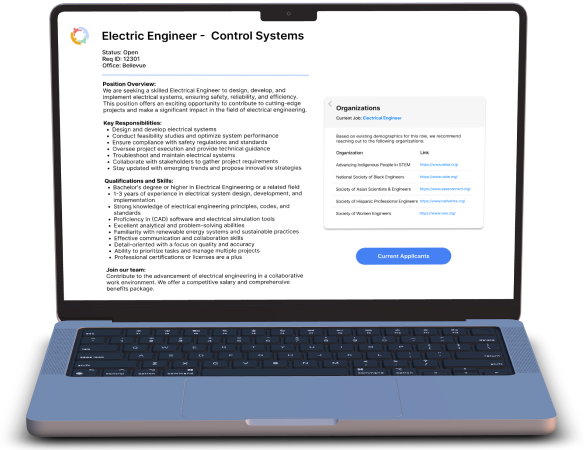 Electric Engineer - Control Systems
Status: Open
Req ID: 12301
Office: Bellevue
Position Overview:
We are seeking a skilled Electrical Engineer to design, develop, and
implement electrical systems, ensuring safety, reliability, and efficiency.
This position offers an exciting opportunity to contribute to cutting-edge
projects and make a significant impact in the field of electrical engineering.
Key Responsibilities:
• Design and develop electrical systems
• Conduct feasibility studies and optimize system performance
• Ensure compliance with safety regulations and standards
• Oversee project execution and provide technical guidance
• Troubleshoot and maintain electrical systems
• Collaborate with stakeholders to gather project requirements
• Stay updated with emerging trends and propose innovative strategies
Qualifications and Skills:
• Bachelor's degree or higher in Electrical Engineering or a related field
• 1-3 years of experience in electrical system design, development, and
implementation
• Strong knowledge of electrical engineering principles, codes, and
standards
• Proficiency in (CAD) software and electrical simulation tools
• Excellent analytical and problem-solving abilities
• Familiarity with renewable energy systems and sustainable practices
• Effective communication and collaboration skills
• Detail-oriented with a focus on quality and accuracy
• Ability to prioritize tasks and manage multiple projects
• Professional certifications or licenses are a plus
Join our team:
Contribute to the advancement of electrical engineering in a collaborative
work environment. We offer a competitive salary and comprehensive
benefits package.
Organizations
Current Job: Electrical Engineer
Based on existing demographics for this role, we recommend
reaching out to the following organizations:
Organization Link
Advancing Indigenous People in STEM
National Society of Black Engineers
Society of Asian Scientists & Engineers
Society of Hispanic Professional Engineers
Society of Women Engineers
Current Applicants